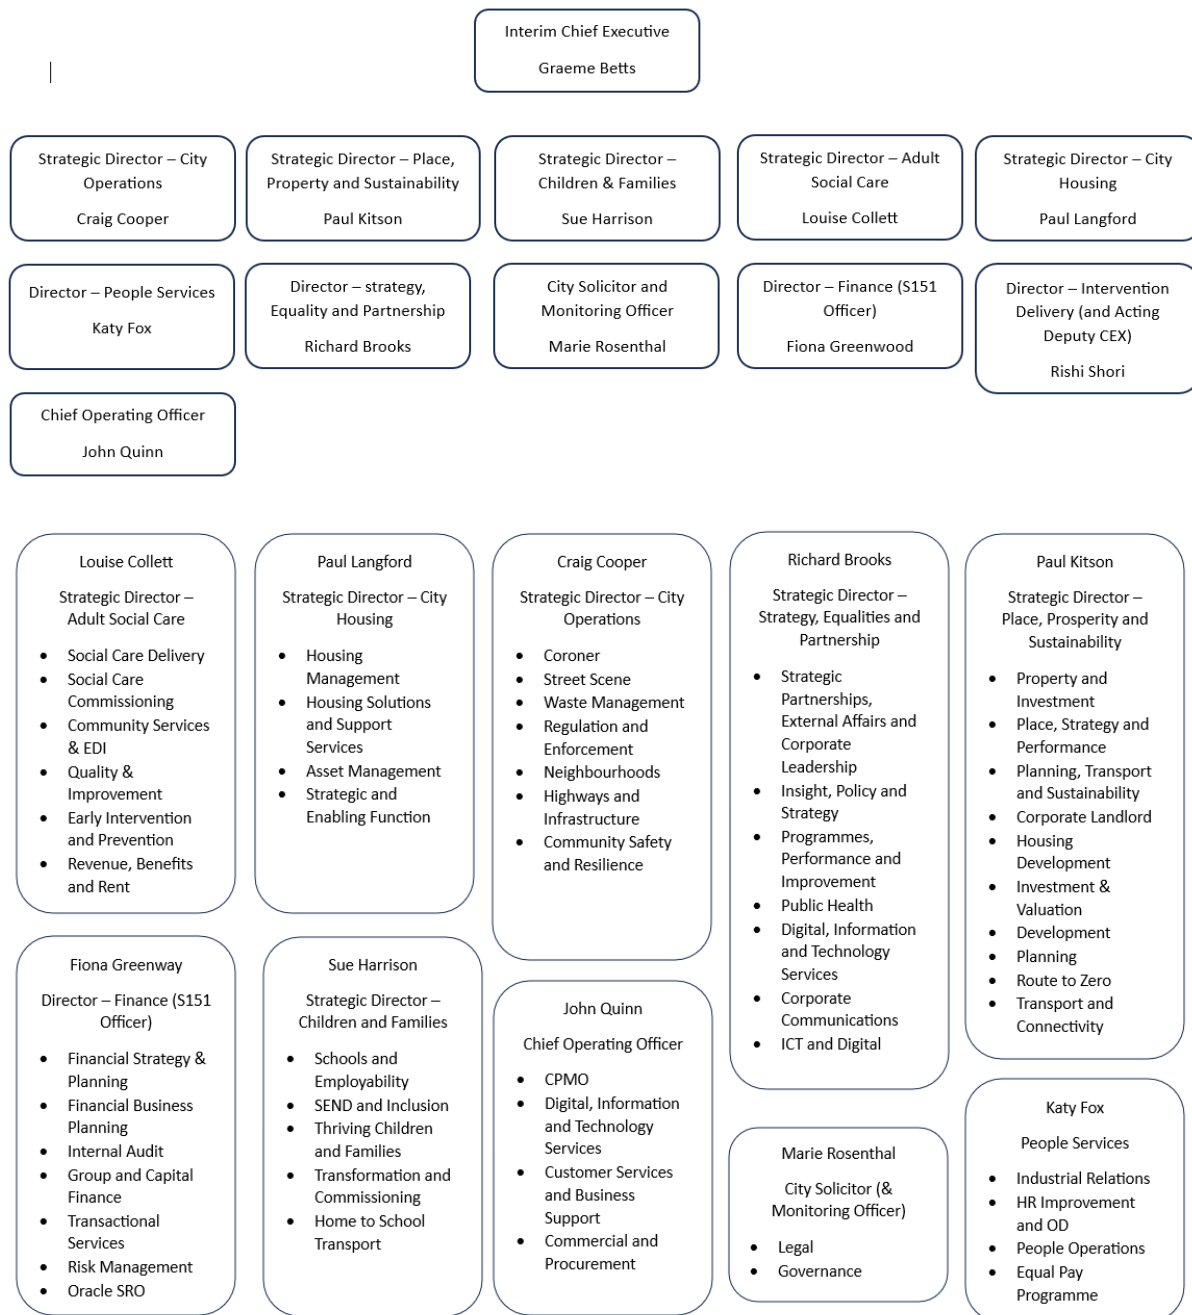 Interim Chief Executive
Graeme Betts
Strategic Director – City
Operations
Craig Cooper
Strategic Director – Place,
Property and Sustainability
Paul Kitson
Strategic Director –
Children & Families
Sue Harrison
Strategic Director – Adult
Social Care
Louise Collett
Strategic Director – City
Housing
Paul Langford
Director – People Services
Katy Fox
Director – strategy,
Equality and Partnership
Richard Brooks
City Solicitor and
Monitoring Officer
Marie Rosenthal
Director – Finance (S151
Officer)
Fiona Greenwood
Director – Intervention
Delivery (and Acting
Deputy CEX)
Rishi Shori
Chief Operating Officer
John Quinn
Louise Collett
Strategic Director –
Adult Social Care
• Social Care Delivery
• Social Care
Commissioning
• Community Services
& EDI
• Quality &
Improvement
• Early Intervention
and Prevention
• Revenue, Benefits
and Rent
Paul Langford
Strategic Director – City
Housing
• Housing
Management
• Housing Solutions
and Support
Services
• Asset Management
• Strategic and
Enabling Function
Craig Cooper
Strategic Director – City
Operations
• Coroner
• Street Scene
• Waste Management
• Regulation and
Enforcement
• Neighbourhoods
• Highways and
Infrastructure
• Community Safety
and Resilience
Richard Brooks
Strategic Director –
Strategy, Equalities and
Partnership
• Strategic
Partnerships,
External Affairs and
Corporate
Leadership
• Insight, Policy and
Strategy
• Programmes,
Performance and
Improvement
• Public Health
• Digital, Information
and Technology
Services
• Corporate
Communications
• ICT and Digital
Paul Kitson
Strategic Director –
Place, Prosperity and
Sustainability
• Property and
Investment
• Place, Strategy and
Performance
• Planning, Transport
and Sustainability
• Corporate Landlord
• Housing
Development
• Investment &
Valuation
• Development
• Planning
• Route to Zero
• Transport and
Connectivity
Fiona Greenway
Director – Finance (S151
Officer)
• Financial Strategy &
Planning
• Financial Business
Planning
• Internal Audit
• Group and Capital
Finance
• Transactional
Services
• Risk Management
• Oracle SRO
Sue Harrison
Strategic Director –
Children and Families
• Schools and
Employability
• SEND and Inclusion
• Thriving Children
and Families
• Transformation and
Commissioning
• Home to School
Transport
John Quinn
Chief Operating Officer
• CPMO
• Digital, Information
and Technology
Services
• Customer Services
and Business
Support
• Commercial and
Procurement
Marie Rosenthal
City Solicitor (&
Monitoring Officer)
• Legal
• Governance
Katy Fox
People Services
• Industrial Relations
• HR Improvement
and OD
• People Operations
• Equal Pay
Programme